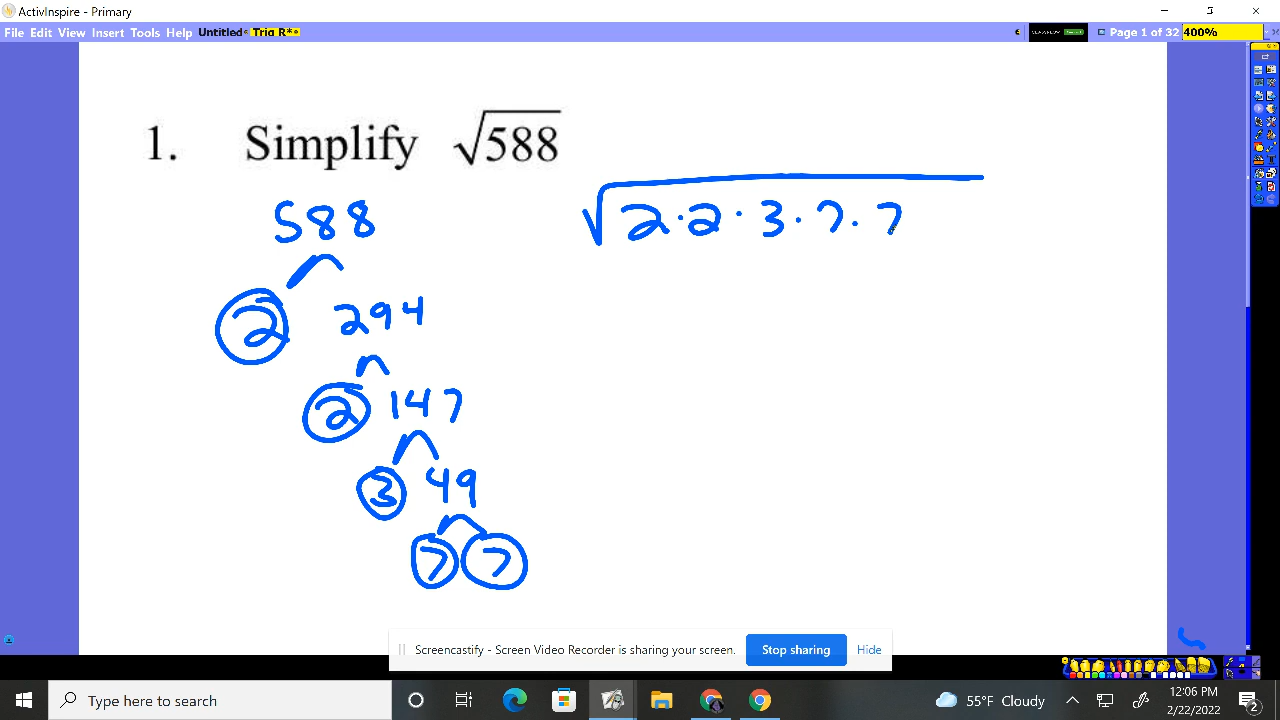 ActivInspire - Primary
File Edit View Insert Tools Help Untitled* Trig R** Page 1 of 32 400%
1. Simplify √588
588
√2·2·3·7·7
2 294
2 147
3 49
7 7
Screencastify - Screen Video Recorder is sharing your screen. Stop sharing Hide
Type here to search
55°F Cloudy
12:06 PM
2/22/2022
2